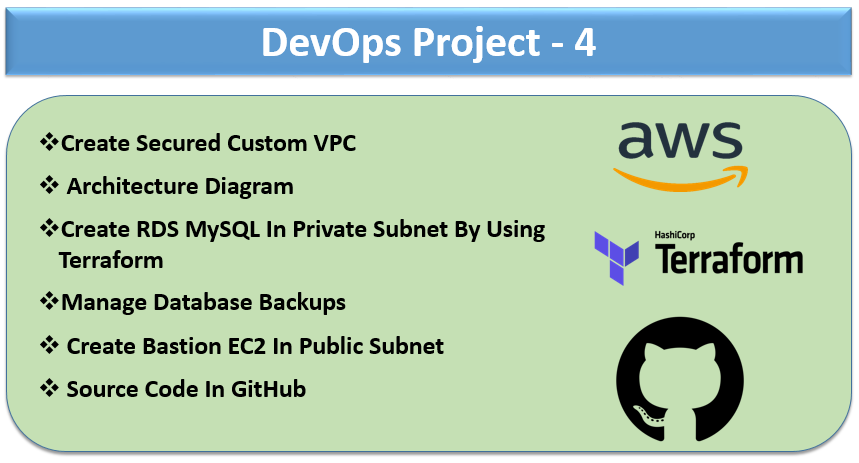 DevOps Project - 4
❖Create Secured Custom VPC
❖ Architecture Diagram
❖Create RDS MySQL In Private Subnet By Using
Terraform
❖Manage Database Backups
❖ Create Bastion EC2 In Public Subnet
❖ Source Code In GitHub
aws
HashiCorp
Terraform